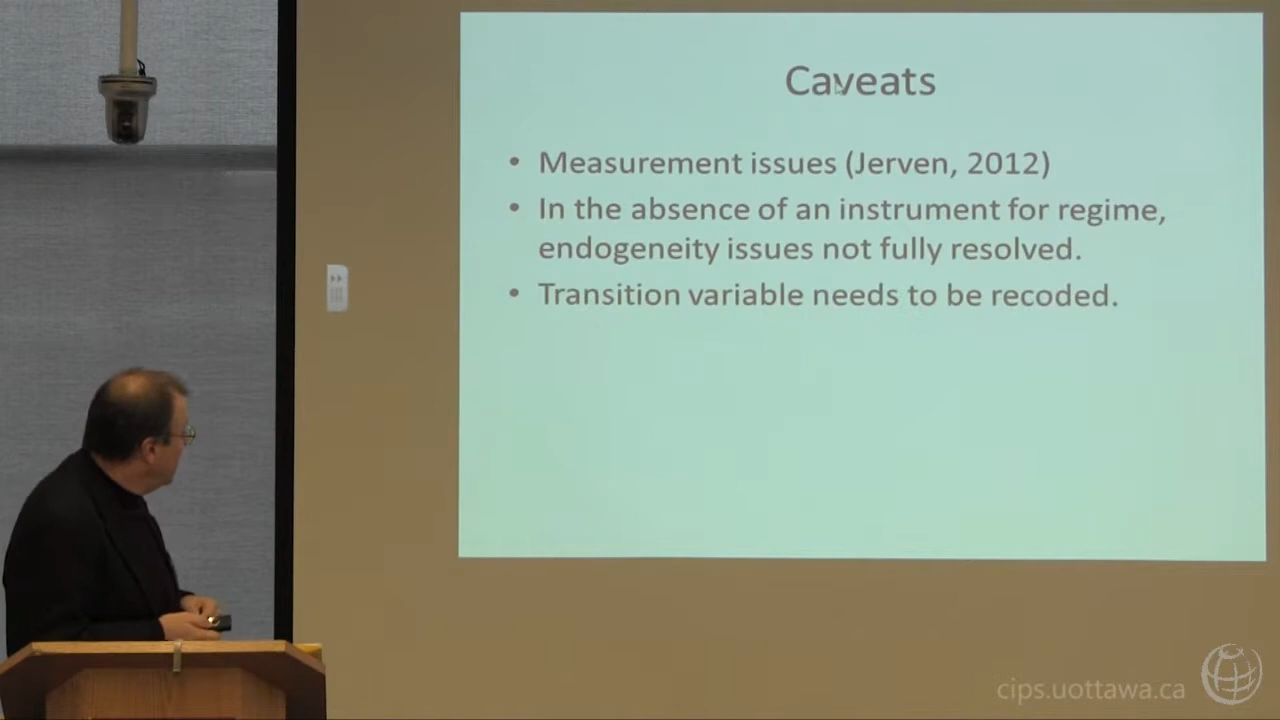 Caveats
• Measurement issues (Jerven, 2012)
• In the absence of an instrument for regime,
endogeneity issues not fully resolved.
• Transition variable needs to be recoded.
cips.uottawa.ca